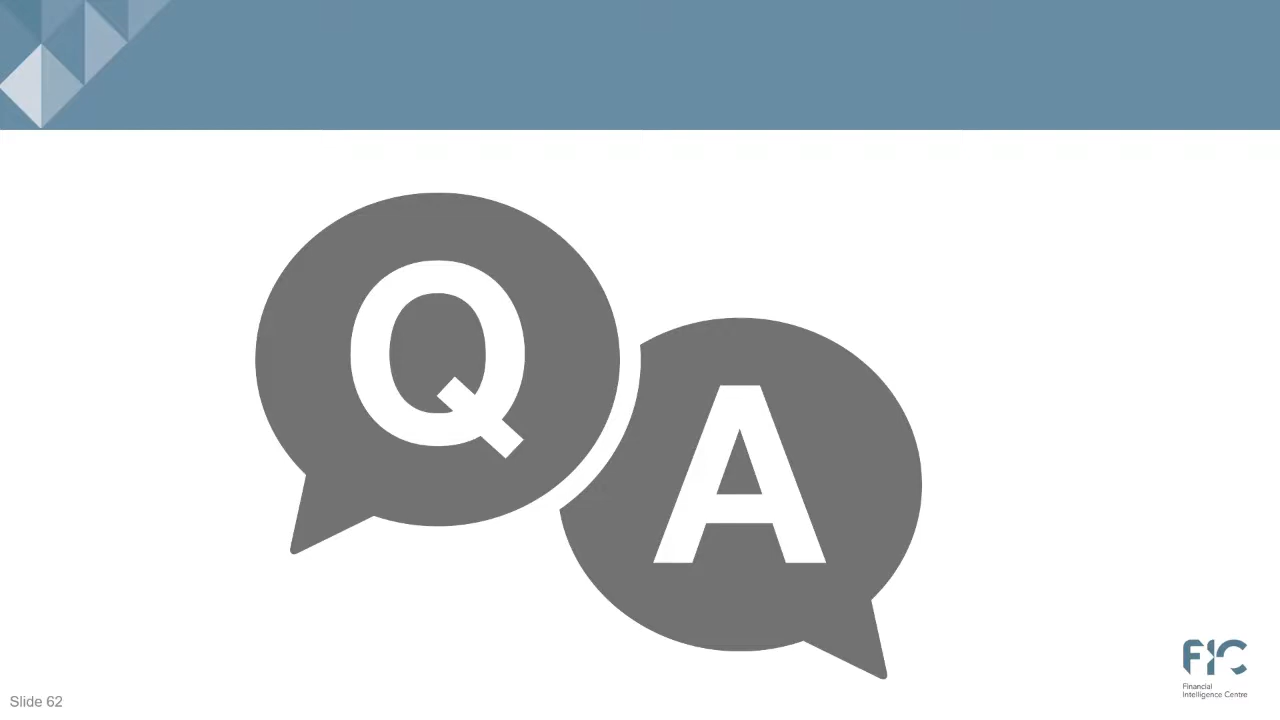 Q
A
FIC
Financial
Intelligence Centre
Slide 62